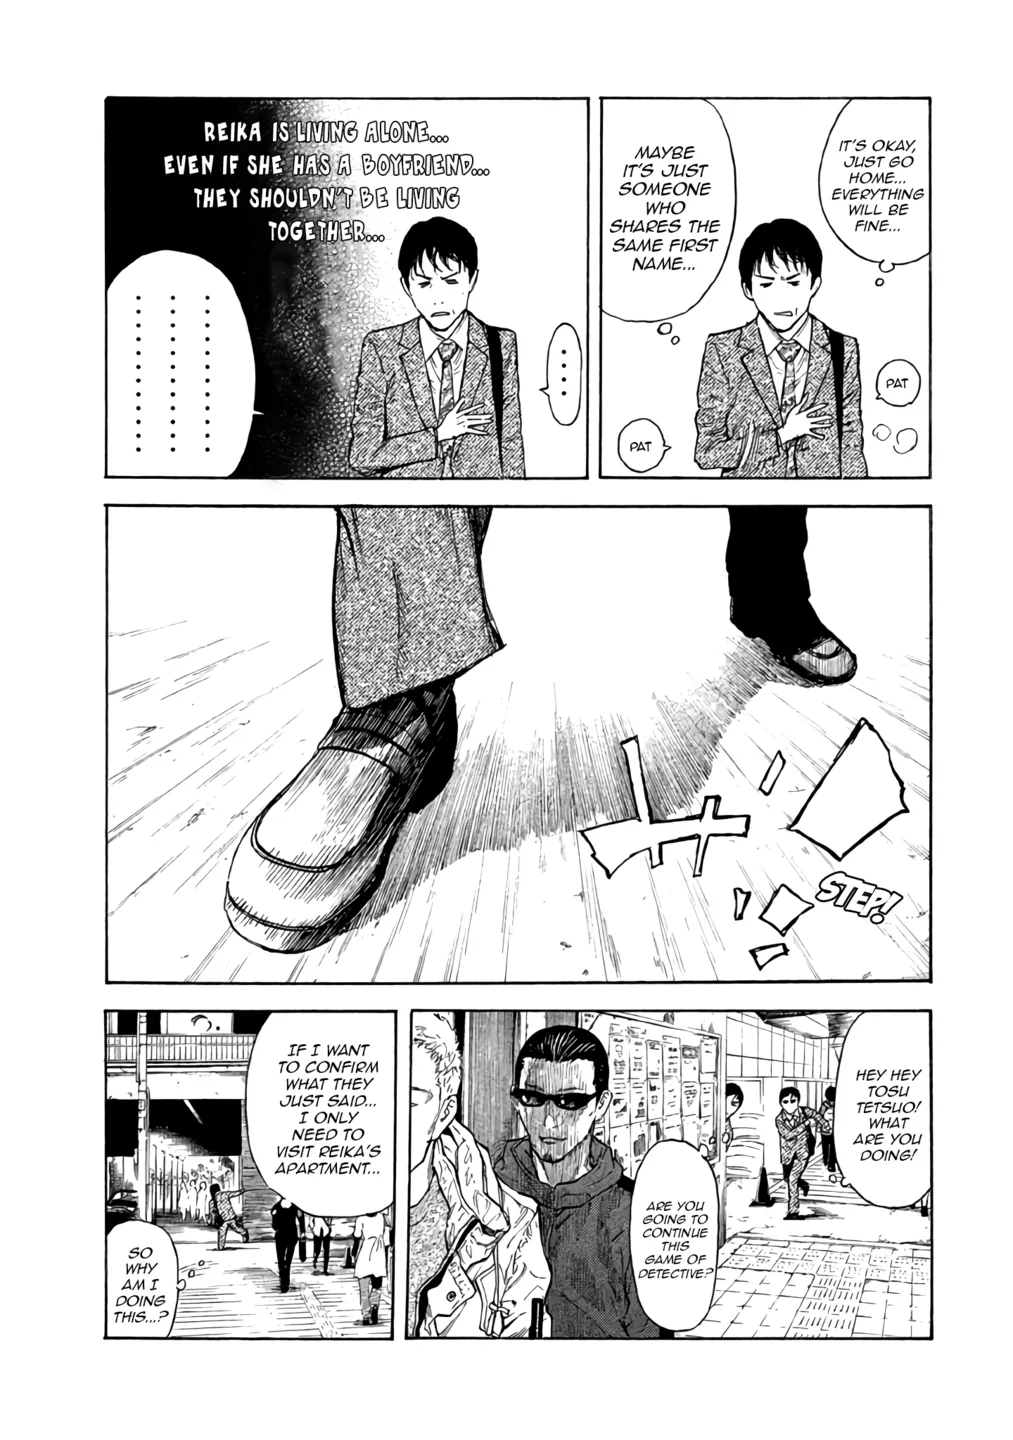 IT'S OKAY,
JUST GO
HOME...
EVERYTHING
WILL BE
FINE...
MAYBE
IT'S JUST
SOMEONE
WHO
SHARES THE
SAME FIRST
NAME...
PAT
PAT
REIKA IS LIVING ALONE...
EVEN IF SHE HAS A BOYFRIEND...
THEY SHOULDN'T BE LIVING
TOGETHER...
STEP!
HEY HEY
TOSU
TETSUO!
WHAT
ARE YOU
DOING!
ARE YOU
GOING TO
CONTINUE
THIS
GAME OF
DETECTIVE?
IF I WANT
TO CONFIRM
WHAT THEY
JUST SAID...
I ONLY
NEED TO
VISIT REIKA'S
APARTMENT...
SO
WHY
AM I
DOING
THIS...?